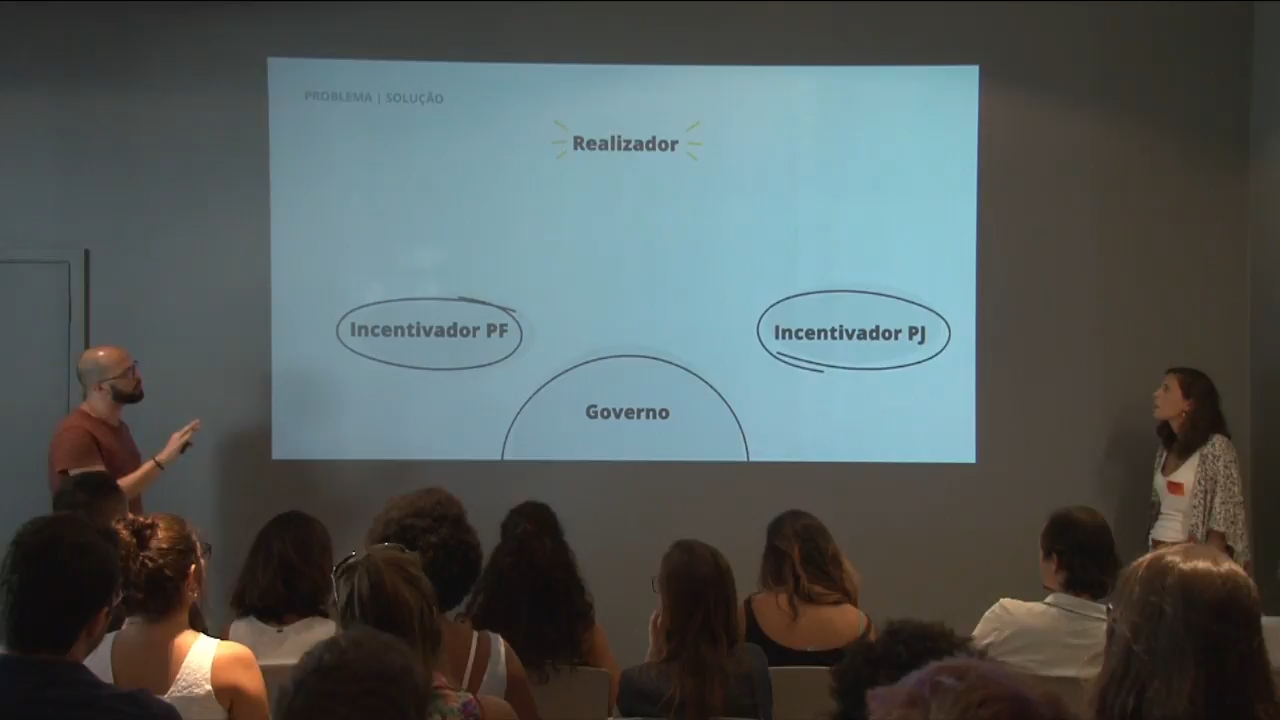 PROBLEMA | SOLUÇÃO
Realizador
Incentivador PF
Incentivador PJ
Governo